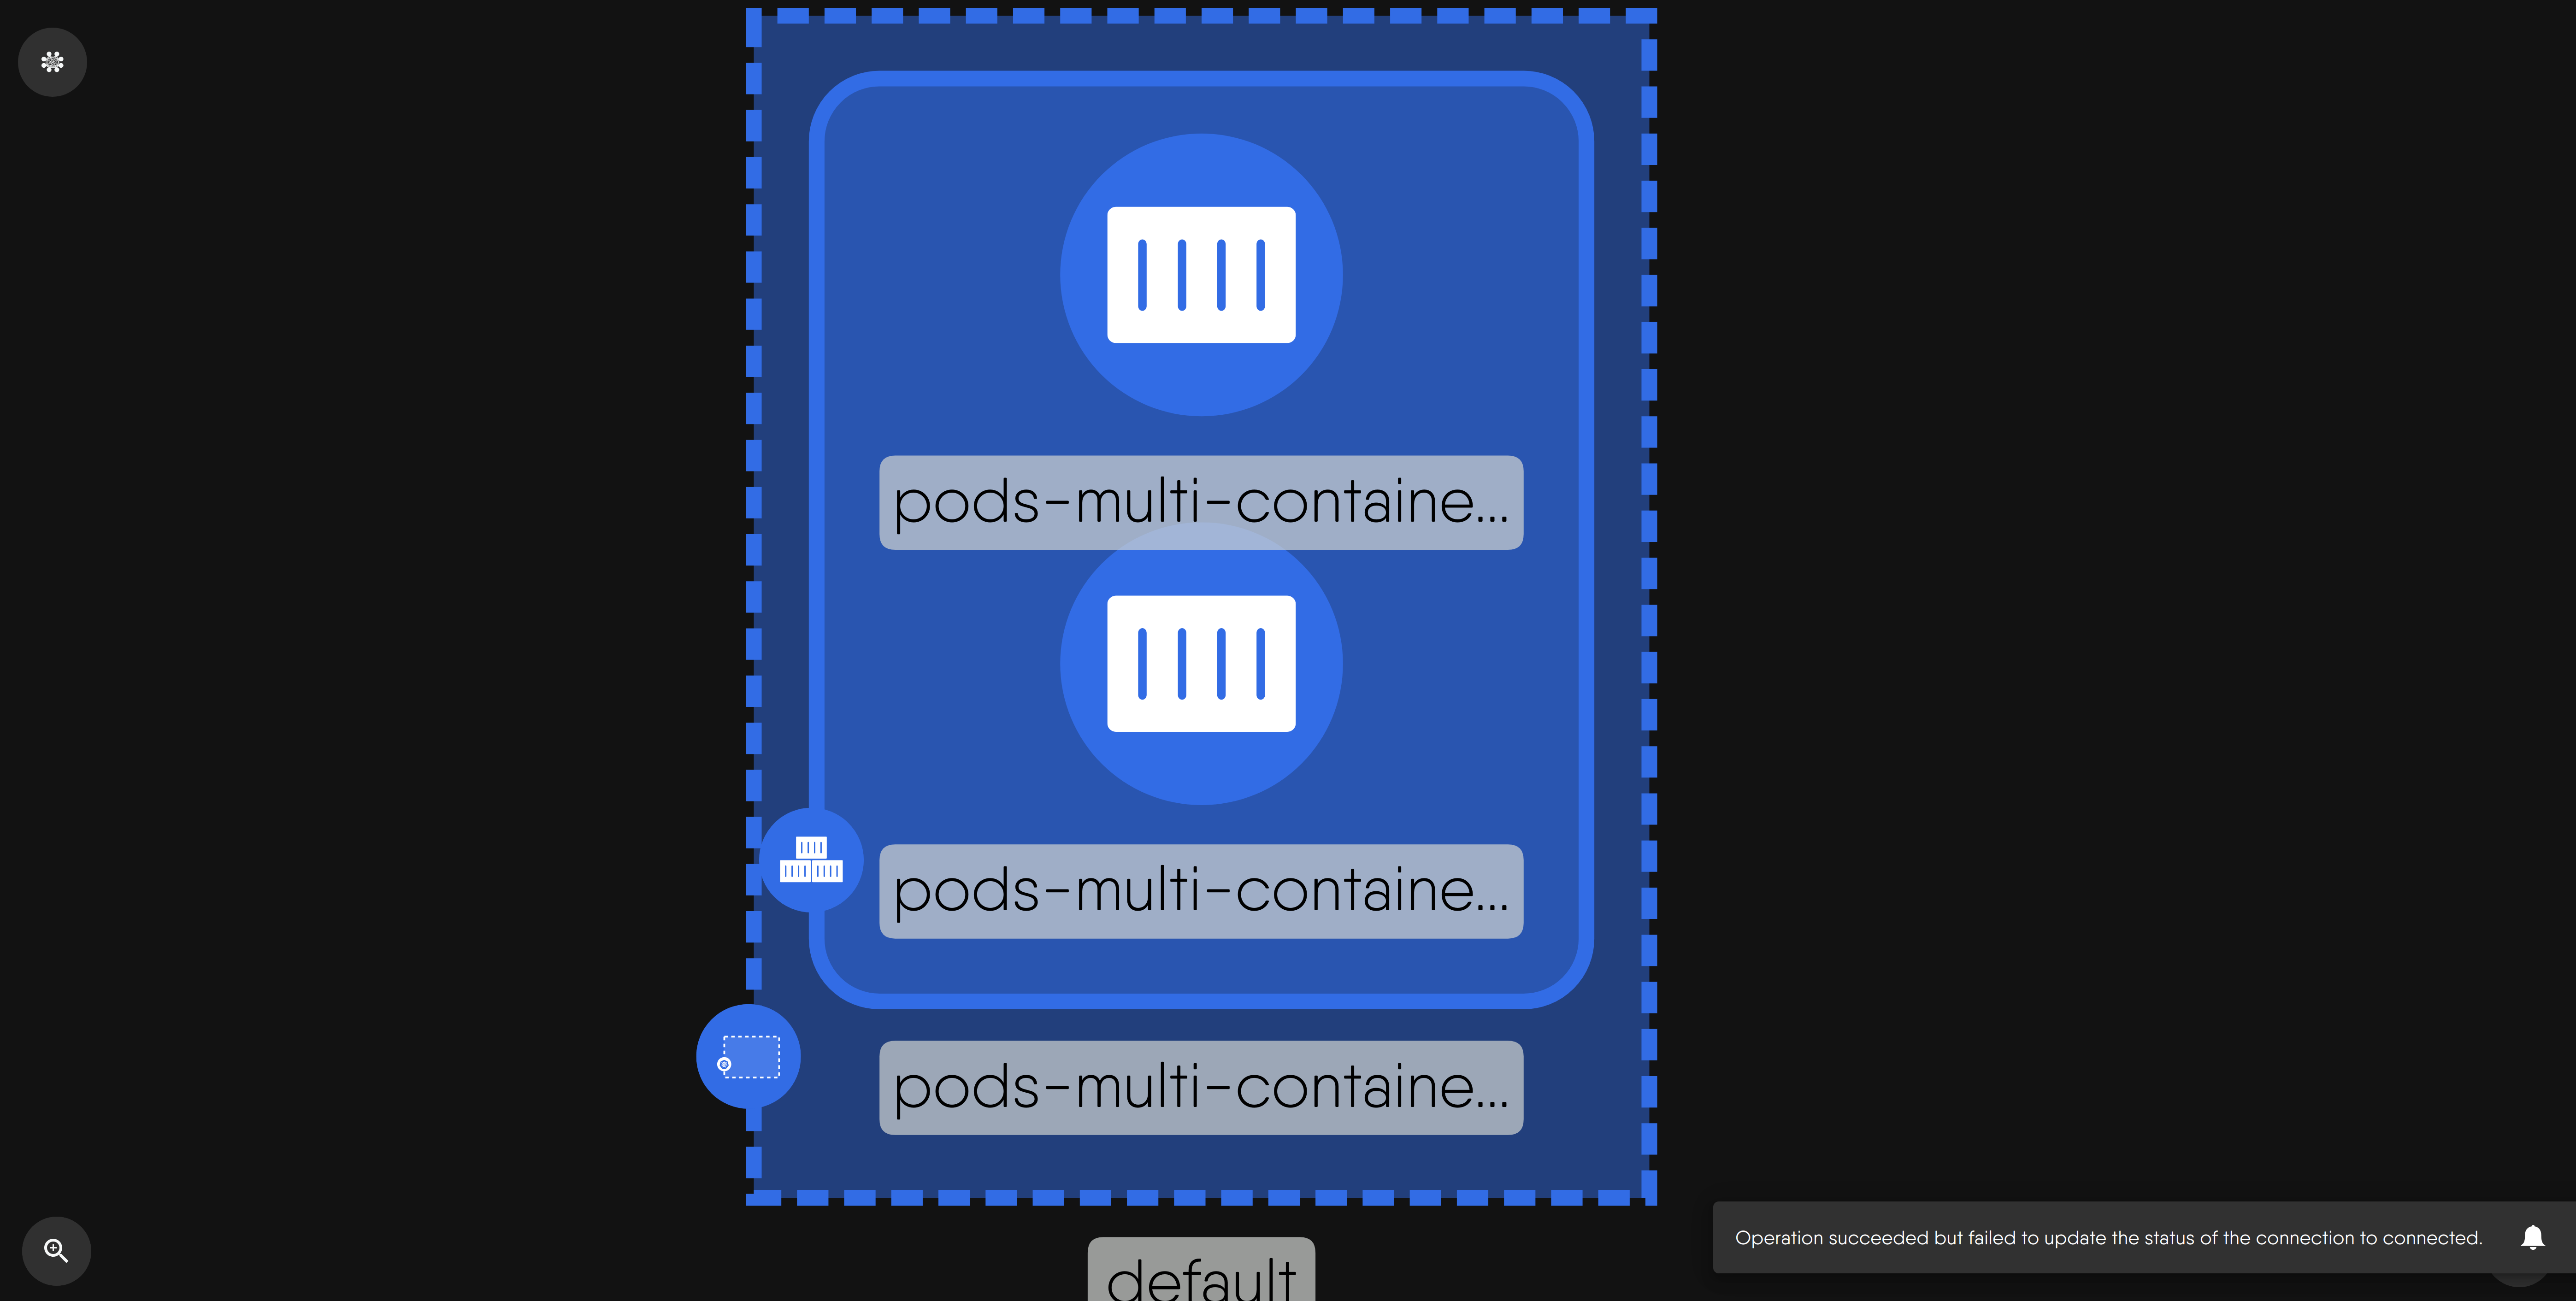 pods-multi-containe...
pods-multi-containe...
pods-multi-containe...
default
Operation succeeded but failed to update the status of the connection to connected.